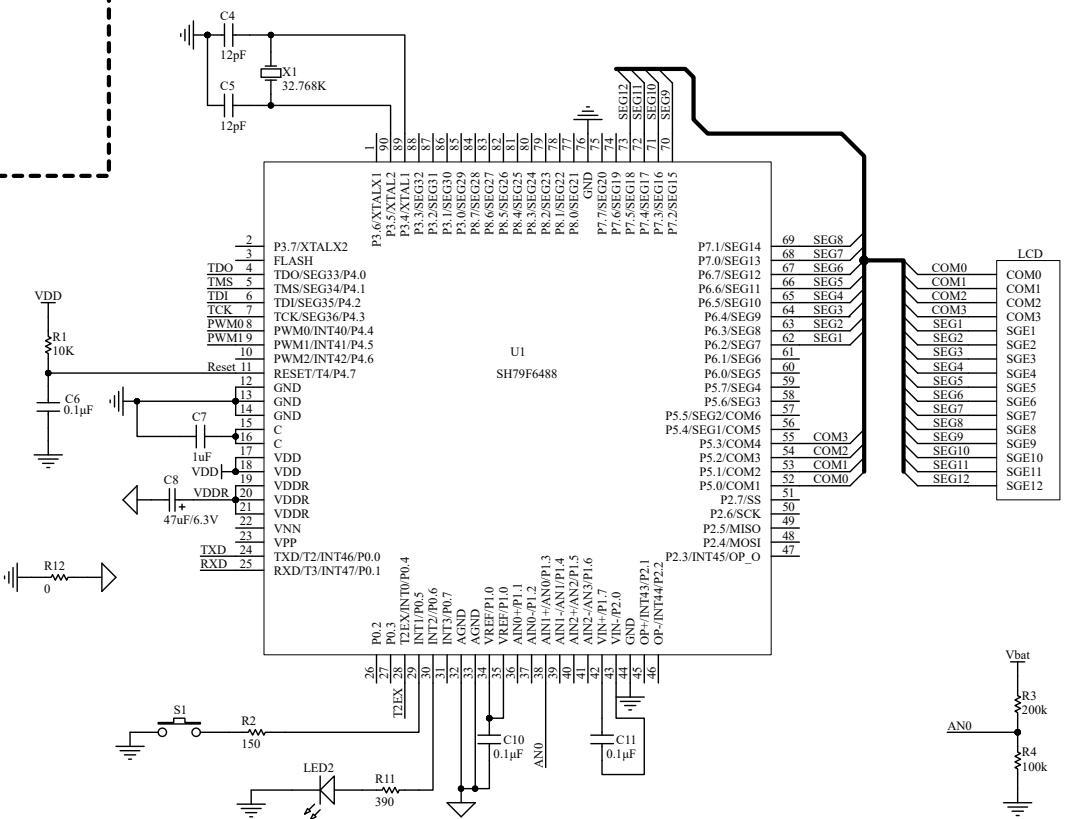 C4
12pF
X1
32.768K
C5
12pF
SEG12
SEG11
SEG10
SEG9
1
90
89
88
87
86
85
84
83
82
81
80
79
78
77
76
75
74
73
72
71
70
P3.6/XTALX1
P3.5/XTAL2
P3.4/XTAL1
P3.3/SEG32
P3.2/SEG31
P3.1/SEG30
P3.0/SEG29
P8.7/SEG28
P8.6/SEG27
P8.5/SEG26
P8.4/SEG25
P8.3/SEG24
P8.2/SEG23
P8.1/SEG22
P8.0/SEG21
GND
P7.7/SEG20
P7.6/SEG19
P7.5/SEG18
P7.4/SEG17
P7.3/SEG16
P7.2/SEG15
2 P3.7/XTALX2
3 FLASH
TDO 4 TDO/SEG33/P4.0
TMS 5 TMS/SEG34/P4.1
TDI 6 TDI/SEG35/P4.2
TCK 7 TCK/SEG36/P4.3
PWM0 8 PWM0/INT40/P4.4
PWM1 9 PWM1/INT41/P4.5
10 PWM2/INT42/P4.6
Reset 11 RESET/T4/P4.7
12 GND
13 GND
14 GND
15 C
16 C
17 VDD
VDD 18 VDD
19 VDDR
VDDR 20 VDDR
21 VDDR
22 VNN
23 VPP
TXD 24 TXD/T2/INT46/P0.0
RXD 25 RXD/T3/INT47/P0.1
VDD
R1
10K
C6
0.1μF
C7
1uF
C8
+
47uF/6.3V
R12
0
U1
SH79F6488
P7.1/SEG14 69 SEG8
P7.0/SEG13 68 SEG7
P6.7/SEG12 67 SEG6
P6.6/SEG11 66 SEG5
P6.5/SEG10 65 SEG4
P6.4/SEG9 64 SEG3
P6.3/SEG8 63 SEG2
P6.2/SEG7 62 SEG1
P6.1/SEG6 61
P6.0/SEG5 60
P5.7/SEG4 59
P5.6/SEG3 58
P5.5/SEG2/COM6 57
P5.4/SEG1/COM5 56
P5.3/COM4 55 COM3
P5.2/COM3 54 COM2
P5.1/COM2 53 COM1
P5.0/COM1 52 COM0
P2.7/SS 51
P2.6/SCK 50
P2.5/MISO 49
P2.4/MOSI 48
P2.3/INT45/OP_O 47
LCD
COM0 COM0
COM1 COM1
COM2 COM2
COM3 COM3
SEG1 SGE1
SEG2 SGE2
SEG3 SGE3
SEG4 SGE4
SEG5 SGE5
SEG6 SGE6
SEG7 SGE7
SEG8 SGE8
SEG9 SGE9
SEG10 SGE10
SEG11 SGE11
SEG12 SGE12
P0.2
P0.3
T2EX/INT0/P0.4
INT1/P0.5
INT2//P0.6
INT3/P0.7
AGND
AGND
VREF/P1.0
VREF/P1.0
AIN0+/P1.1
AIN0-/P1.2
AIN1+/AN0/P1.3
AIN1-/AN1/P1.4
AIN2+/AN2/P1.5
AIN2-/AN3/P1.6
VIN+/P1.7
VIN-/P2.0
GND
OP+/INT43/P2.1
OP-/INT44/P2.2
26
27
28
29
30
31
32
33
34
35
36
37
38
39
40
41
42
43
44
45
46
T2EX
AN0
S1
R2
150
LED2
R11
390
C10
0.1μF
C11
0.1μF
Vbat
R3
200k
AN0
R4
100k